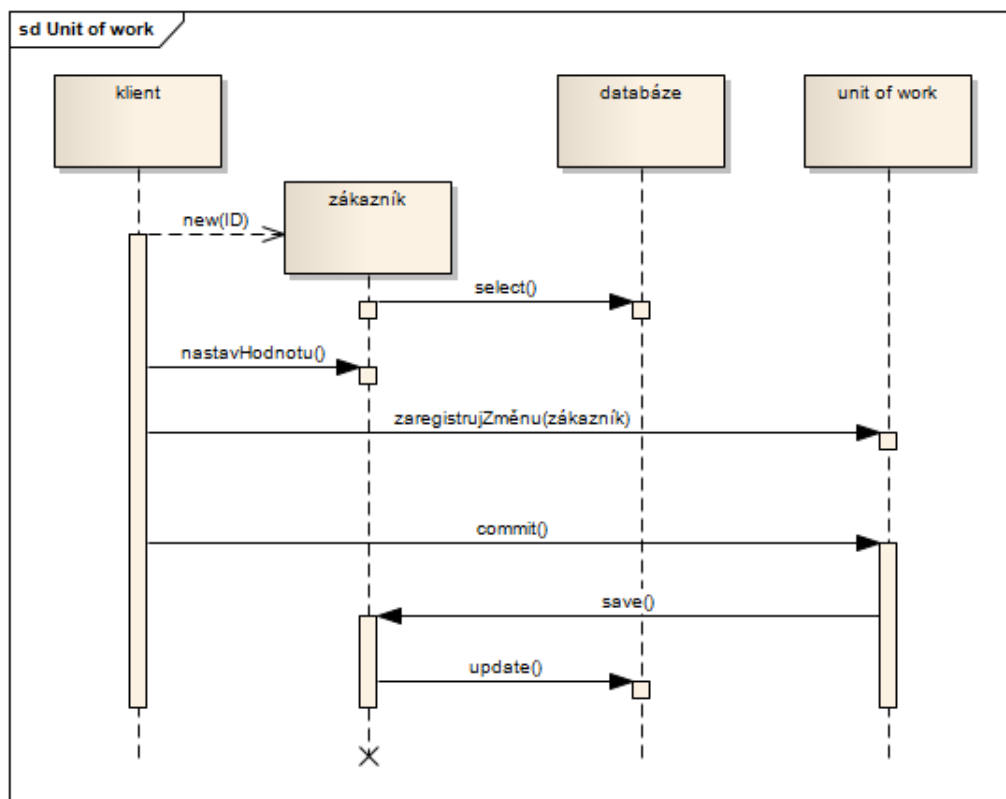 sd Unit of work
klient
databáze
unit of work
zákazník
new(ID)
select()
nastavHodnotu()
zaregistrujZměnu(zákazník)
commit()
save()
update()